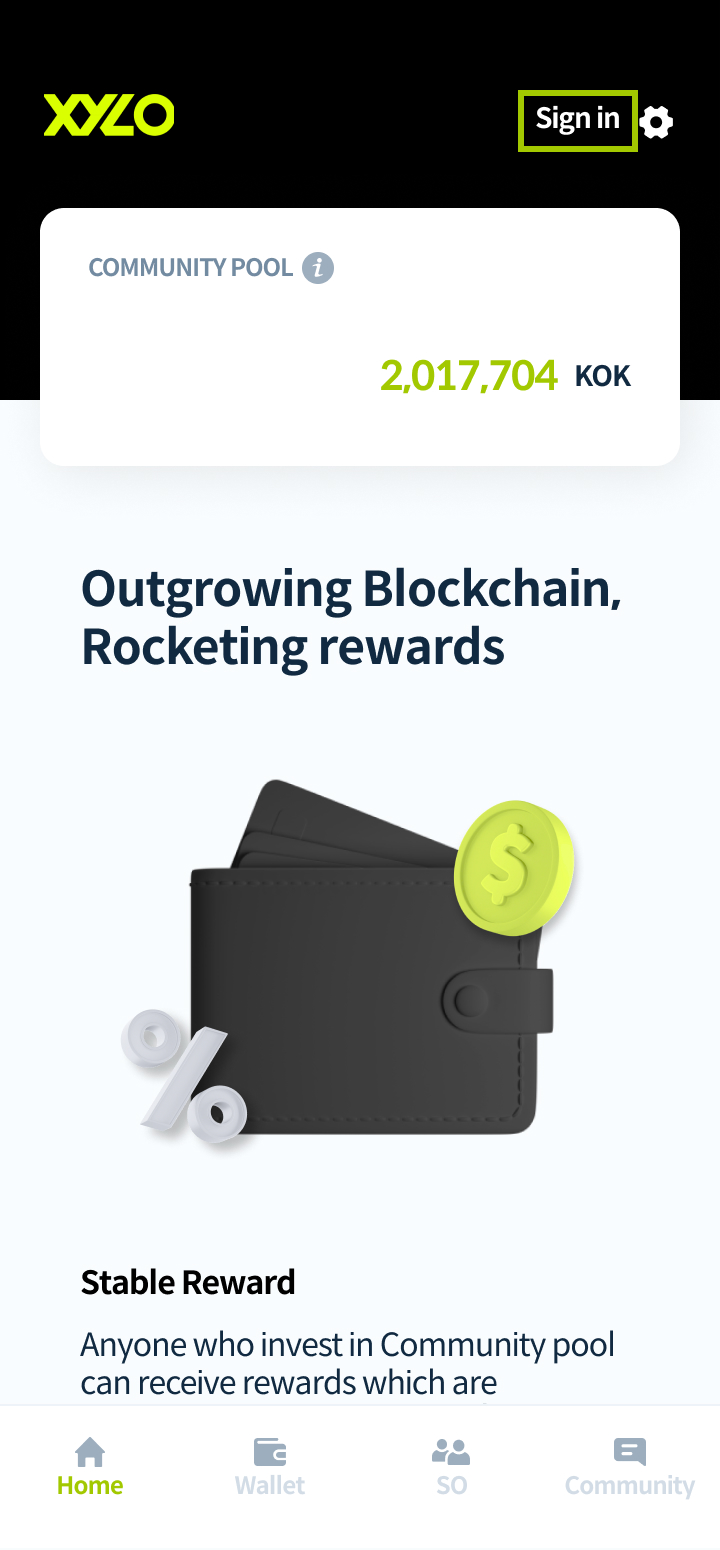 XYLO
Sign in
COMMUNITY POOL i
2,017,704 KOK
Outgrowing Blockchain,
Rocketing rewards
$
%
Stable Reward
Anyone who invest in Community pool
can receive rewards which are
Home Wallet SO Community